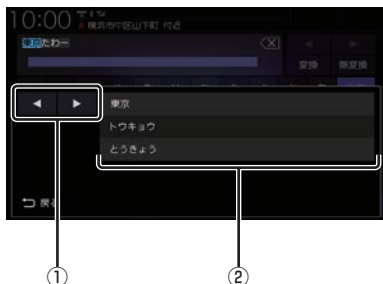 10:00
横浜市中区山下町 付近
東京たわー
変換 無変換
◀ ▶ 東京
トウキョウ
とうきょう
戻
① ②